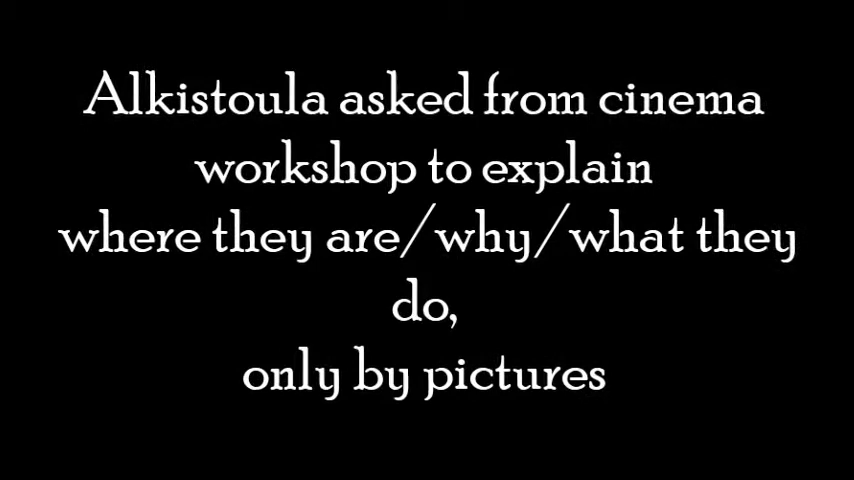 Alkistoula asked from cinema
workshop to explain
where they are/why/what they
do,
only by pictures